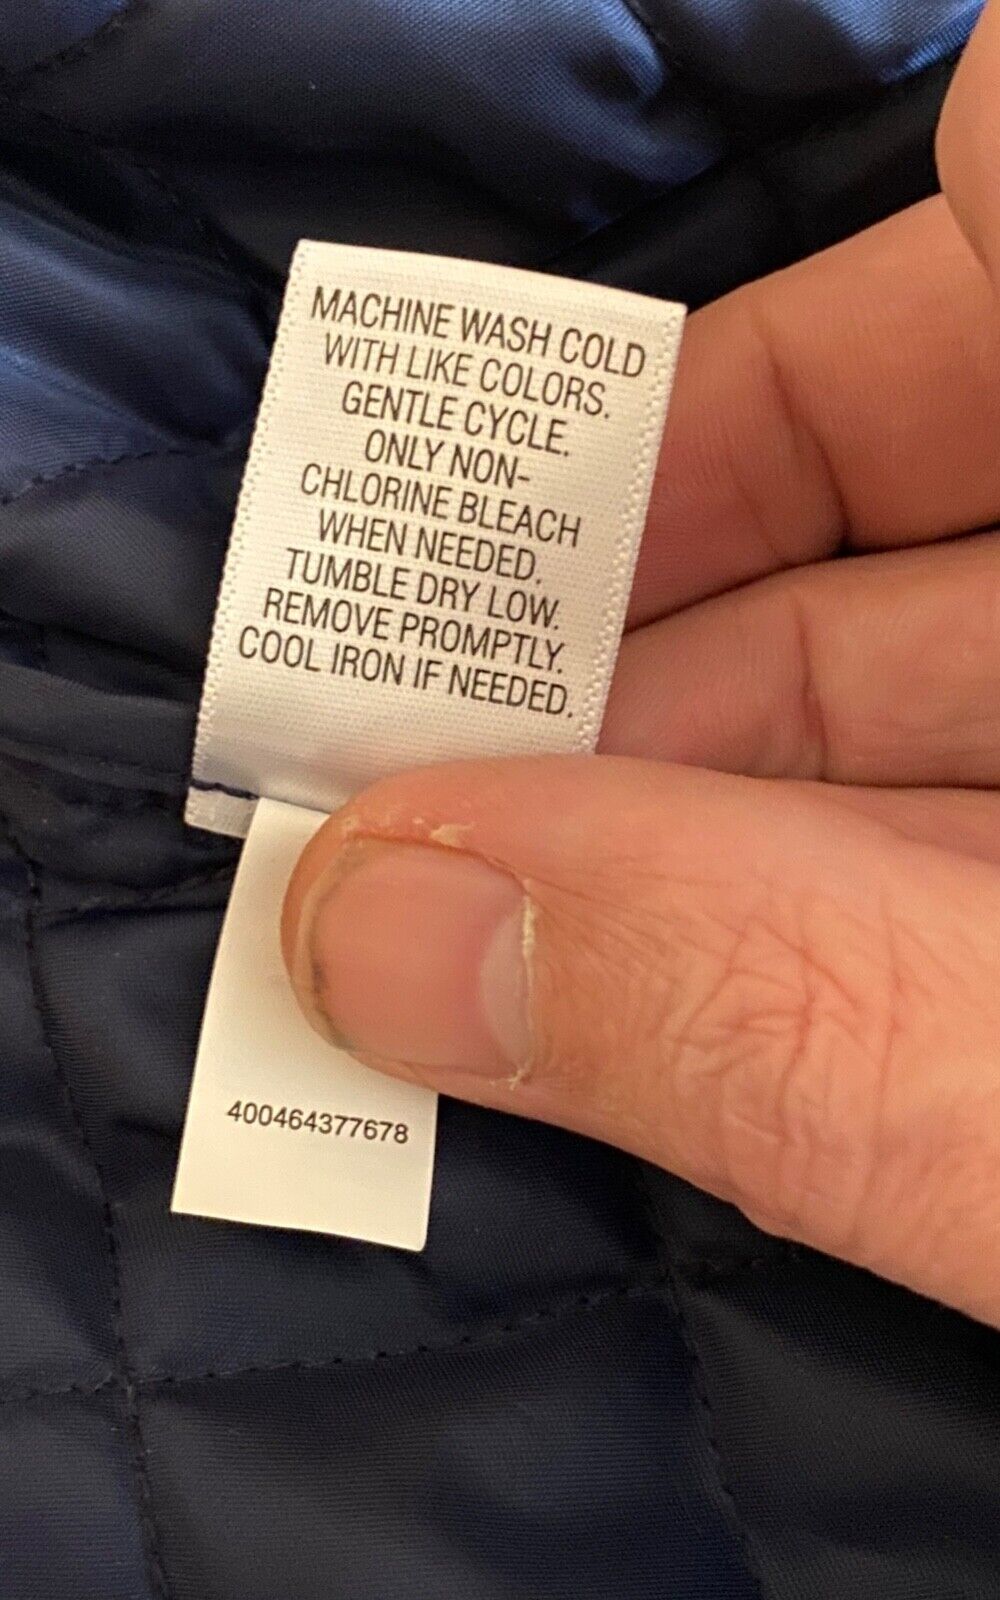 MACHINE WASH COLD
WITH LIKE COLORS.
GENTLE CYCLE.
ONLY NON-
CHLORINE BLEACH
WHEN NEEDED.
TUMBLE DRY LOW.
REMOVE PROMPTLY.
COOL IRON IF NEEDED.
400464377678